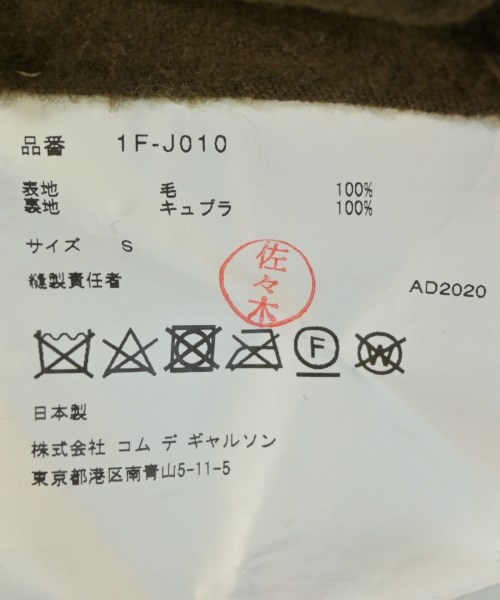 品番 1F-J010
表地 毛 100%
裏地 キュプラ 100%
サイズ S
縫製責任者 佐々木 AD2020
F W
日本製
株式会社 コム デ ギャルソン
東京都港区南青山5-11-5